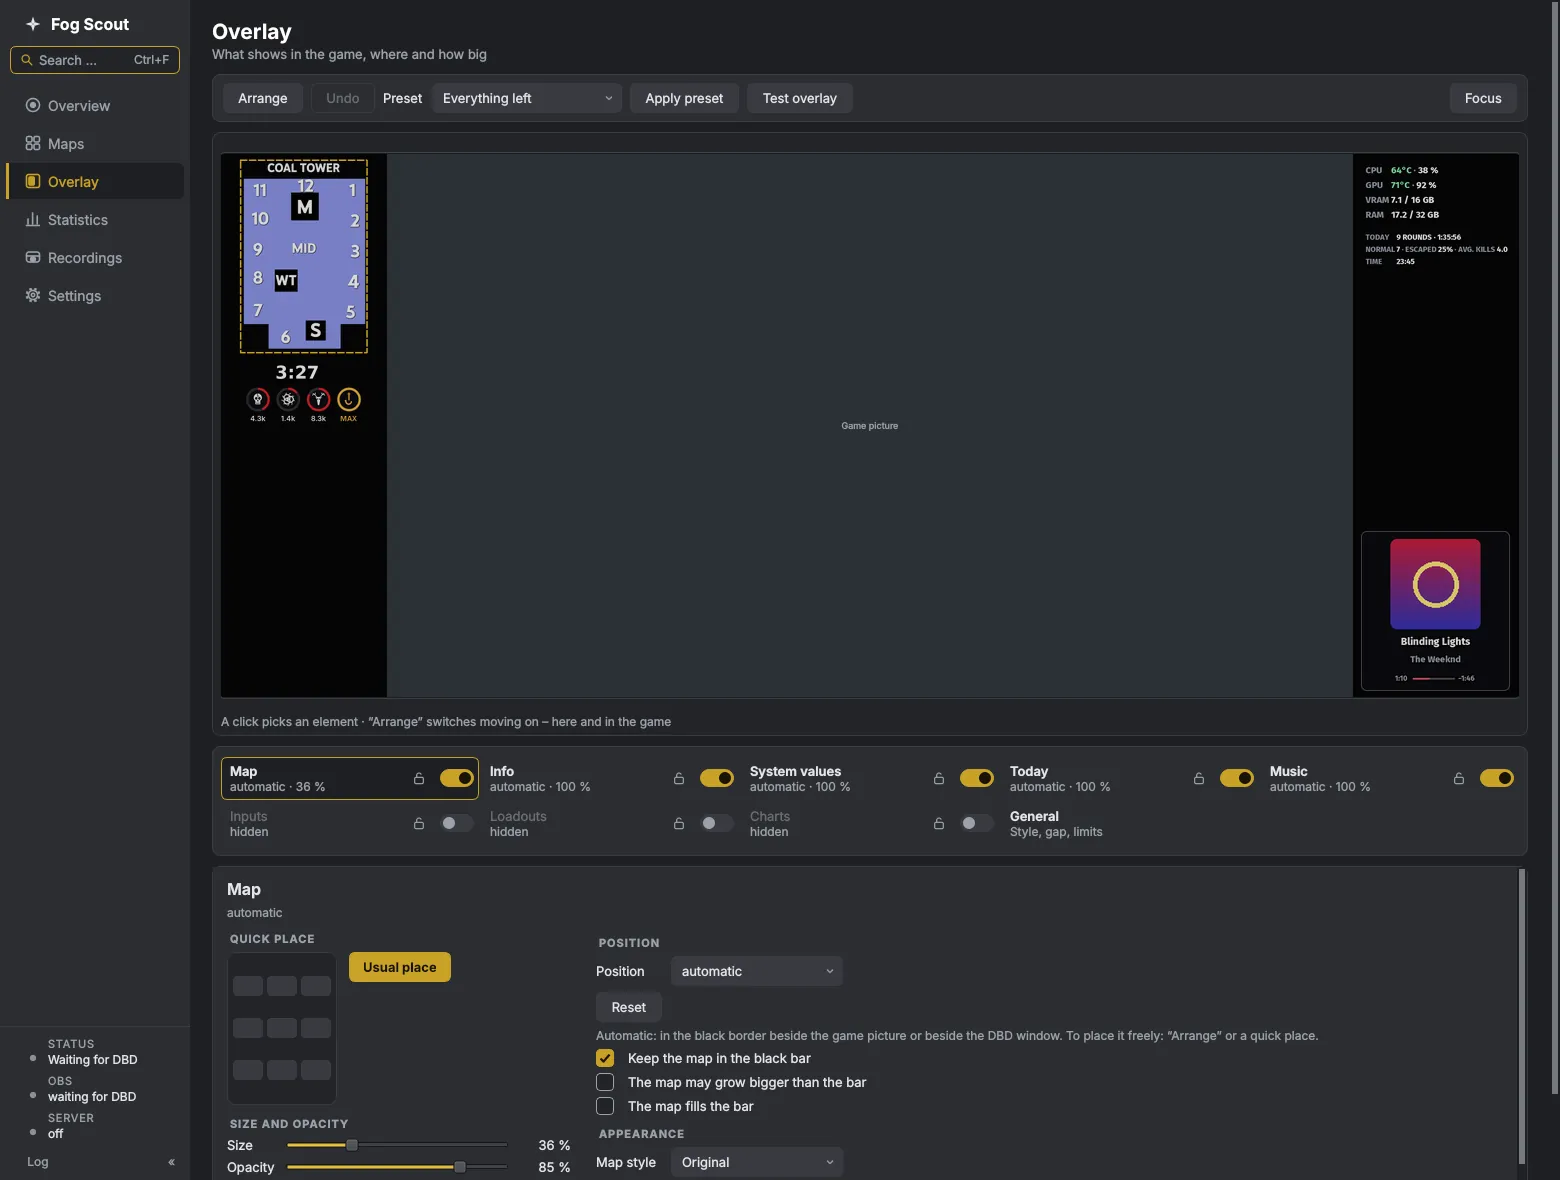 Fog Scout
Search ... Ctrl+F
Overview
Maps
Overlay
Statistics
Recordings
Settings
STATUS
Waiting for DBD
OBS
waiting for DBD
SERVER
off
Log «
Overlay
What shows in the game, where and how big
Arrange Undo Preset Everything left Apply preset Test overlay Focus
COAL TOWER
11 12 1
M
10 2
9 MID 3
8 WT 4
7 5
6 S
3:27
4.3k 1.4k 8.3k MAX
Game picture
CPU 64°C · 38 %
GPU 71°C · 92 %
VRAM 7.1 / 16 GB
RAM 17.2 / 32 GB
TODAY 9 ROUNDS · 1:35:56
NORMAL 7 · ESCAPED 25% · AVG. KILLS 4.0
TIME 23:45
Blinding Lights
The Weeknd
1:10 -1:46
A click picks an element · “Arrange” switches moving on – here and in the game
Map
automatic · 36 %
Info
automatic · 100 %
System values
automatic · 100 %
Today
automatic · 100 %
Music
automatic · 100 %
Inputs
hidden
Loadouts
hidden
Charts
hidden
General
Style, gap, limits
Map
automatic
QUICK PLACE
Usual place
SIZE AND OPACITY
Size 36 %
Opacity 85 %
POSITION
Position automatic
Reset
Automatic: in the black border beside the game picture or beside the DBD window. To place it freely: “Arrange” or a quick place.
Keep the map in the black bar
The map may grow bigger than the bar
The map fills the bar
APPEARANCE
Map style Original